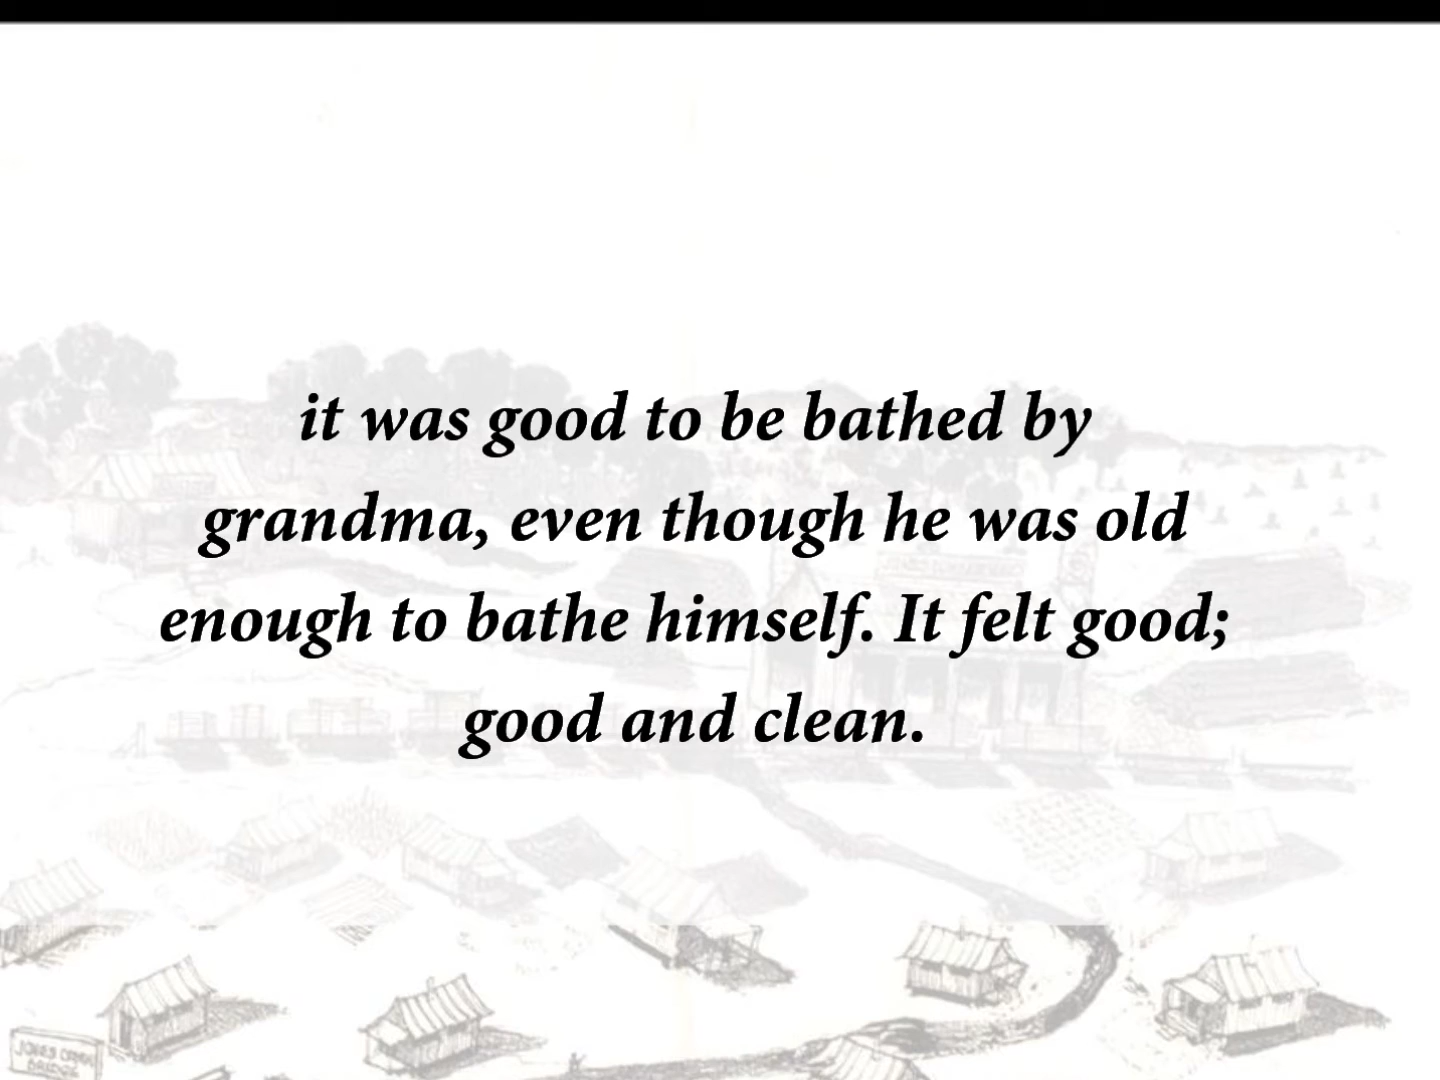 it was good to be bathed by
grandma, even though he was old
enough to bathe himself. It felt good;
good and clean.